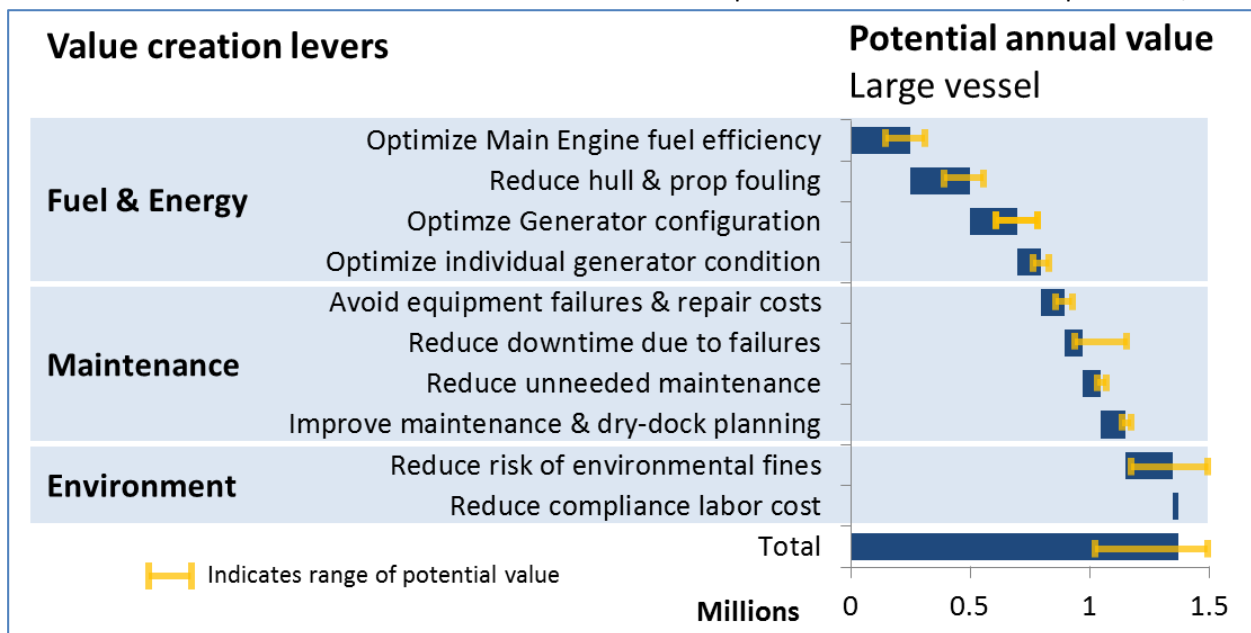 Value creation levers
Potential annual value
Large vessel
Fuel & Energy
Optimize Main Engine fuel efficiency
Reduce hull & prop fouling
Optimze Generator configuration
Optimize individual generator condition
Maintenance
Avoid equipment failures & repair costs
Reduce downtime due to failures
Reduce unneeded maintenance
Improve maintenance & dry-dock planning
Environment
Reduce risk of environmental fines
Reduce compliance labor cost
Total
Indicates range of potential value
Millions 0 0.5 1 1.5